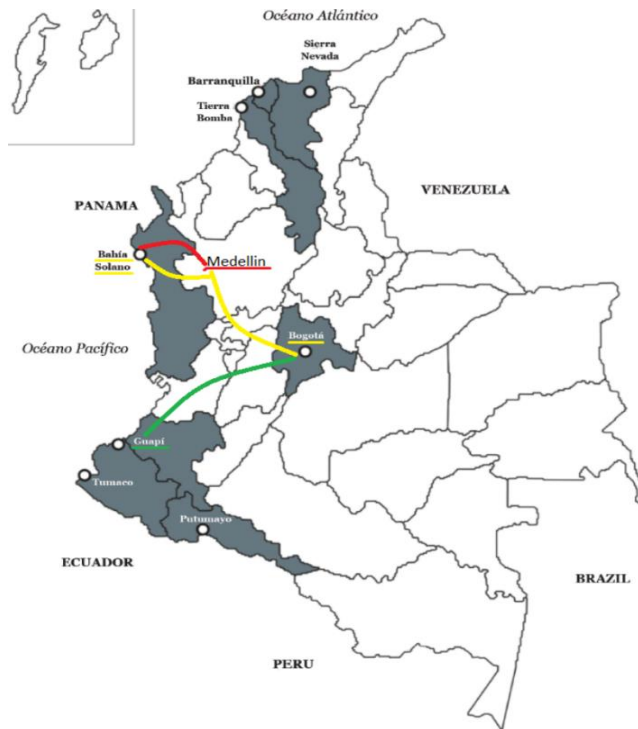 Océano Atlántico
Sierra
Nevada
Barranquilla
Tierra
Bomba
VENEZUELA
PANAMA
Bahía
Solano
Medellin
Océano Pacífico
Bogotá
Guapí
Tumaco
Putumayo
ECUADOR
BRAZIL
PERU